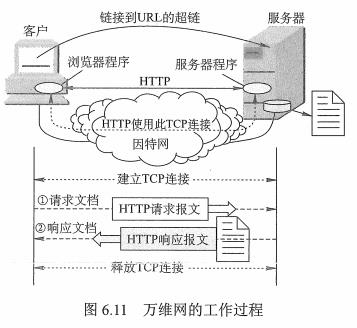 链接到URL的超链
客户
服务器
浏览器程序
服务器程序
HTTP
HTTP使用此TCP连接
因特网
建立TCP连接
①请求文档
HTTP请求报文
②响应文档
HTTP响应报文
释放TCP连接
图 6.11 万维网的工作过程